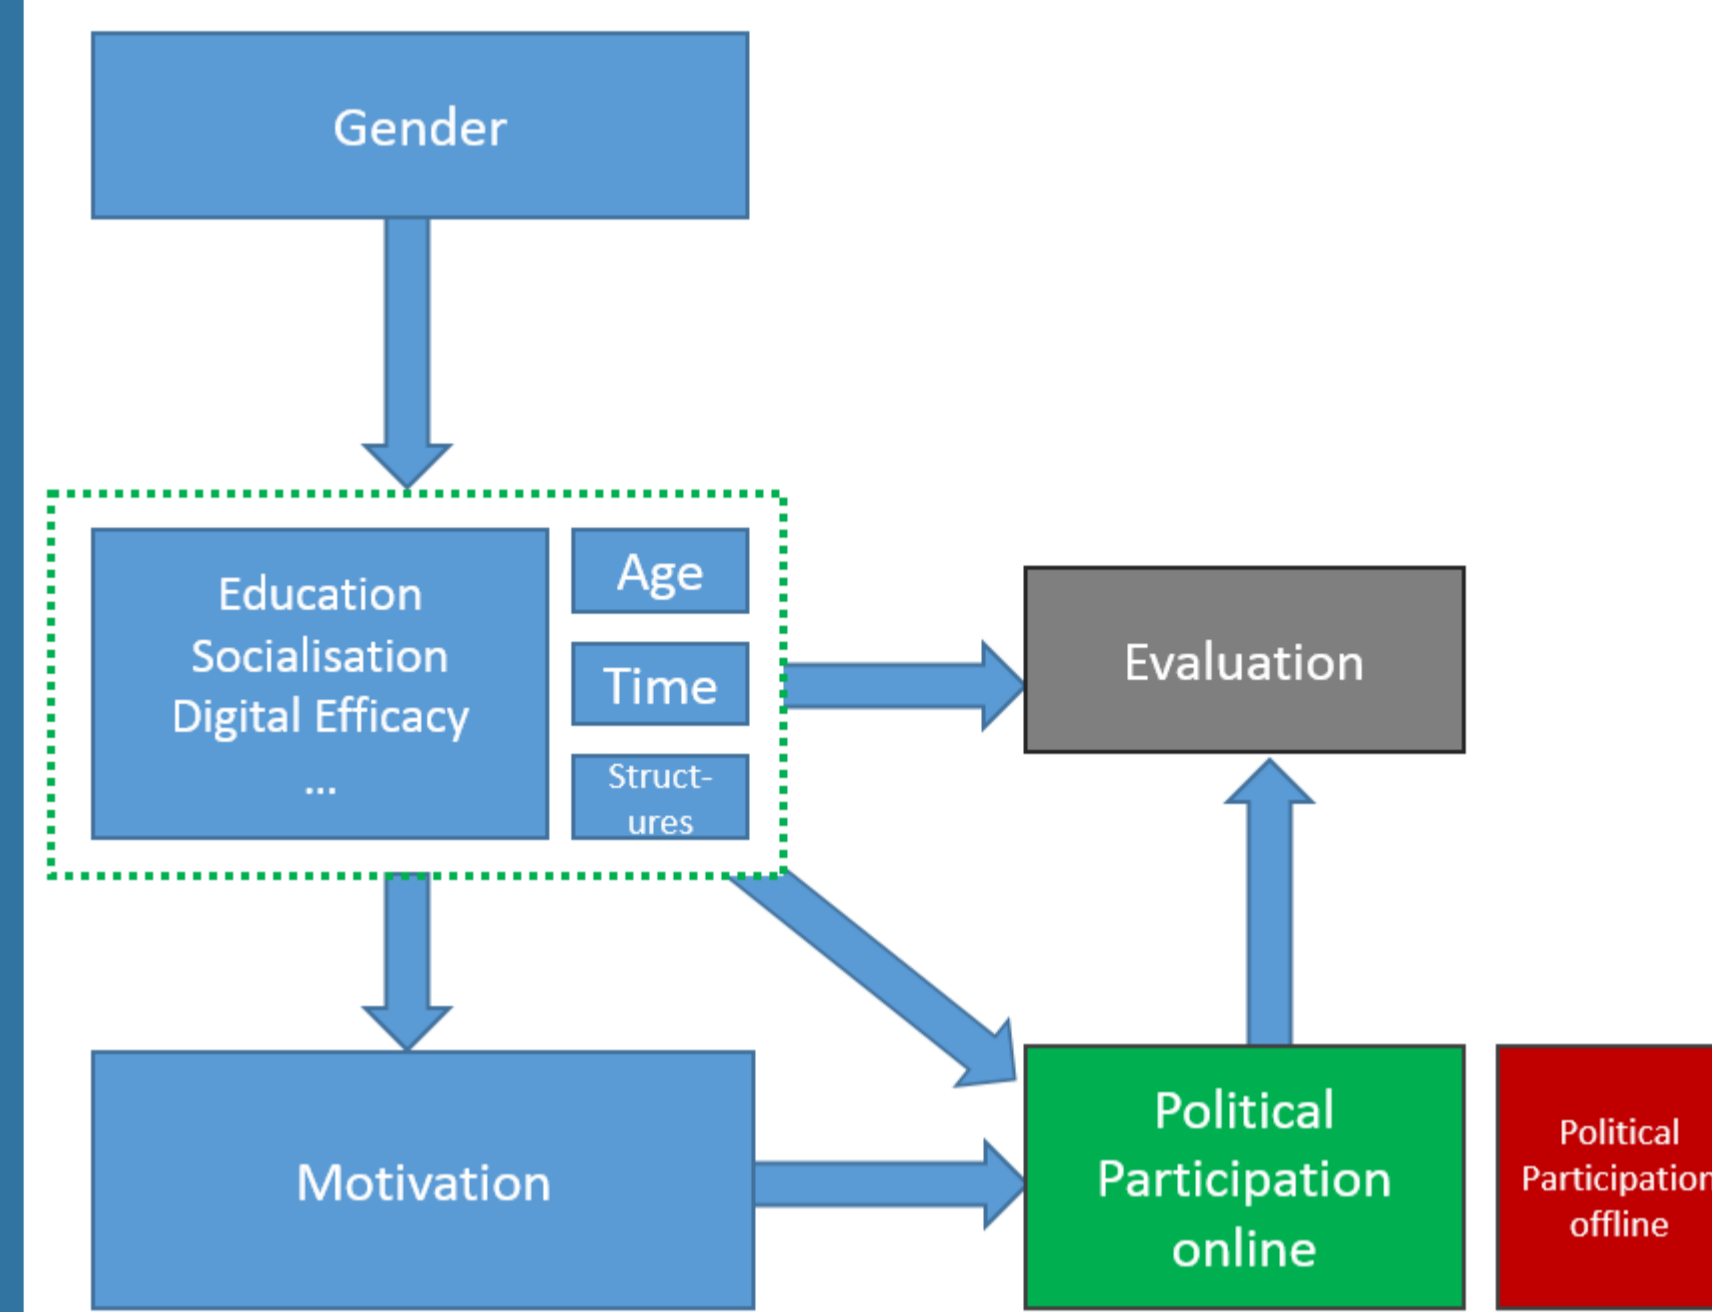 Gender
Education
Socialisation
Digital Efficacy
...
Age
Time
Struct-
ures
Evaluation
Motivation
Political
Participation
online
Political
Participation
offline